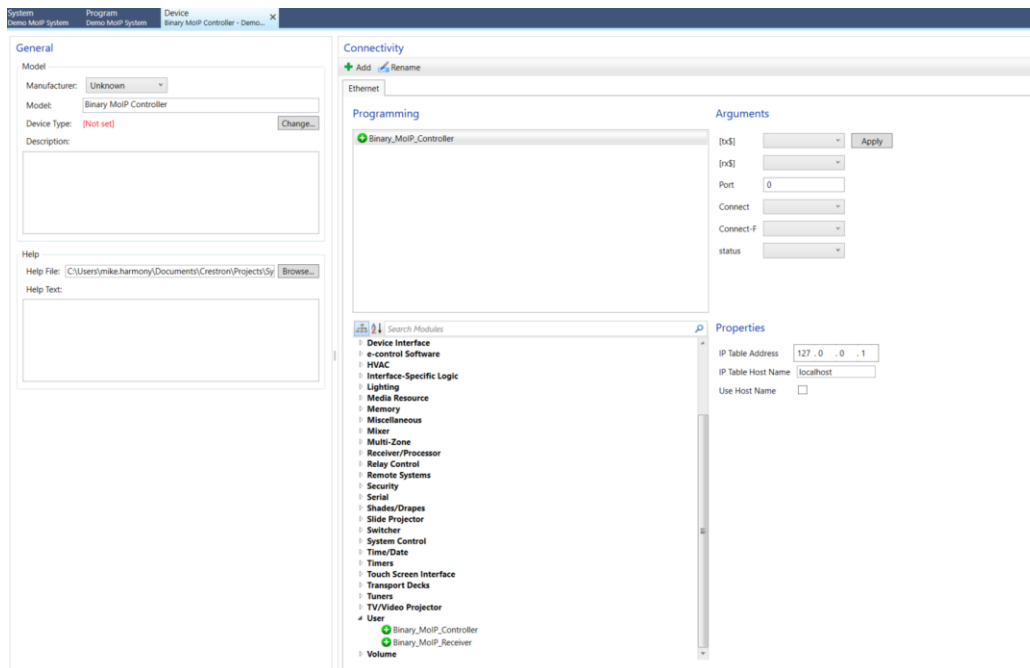 System
Demo MoIP System
Program
Demo MoIP System
Device
Binary MoIP Controller - Demo...
General
Model
Manufacturer: Unknown
Model: Binary MoIP Controller
Device Type: [Not set] Change...
Description:
Help
Help File: C:\Users\mike.harmony\Documents\Crestron\Projects\Sy Browse...
Help Text:
Connectivity
Add Rename
Ethernet
Programming
Binary_MoIP_Controller
Arguments
[tx$] Apply
[rx$]
Port 0
Connect
Connect-F
status
Search Modules
Device Interface
e-control Software
HVAC
Interface-Specific Logic
Lighting
Media Resource
Memory
Miscellaneous
Mixer
Multi-Zone
Receiver/Processor
Relay Control
Remote Systems
Security
Serial
Shades/Drapes
Slide Projector
Switcher
System Control
Time/Date
Timers
Touch Screen Interface
Transport Decks
Tuners
TV/Video Projector
User
Binary_MoIP_Controller
Binary_MoIP_Receiver
Volume
Properties
IP Table Address 127 . 0 . 0 . 1
IP Table Host Name localhost
Use Host Name